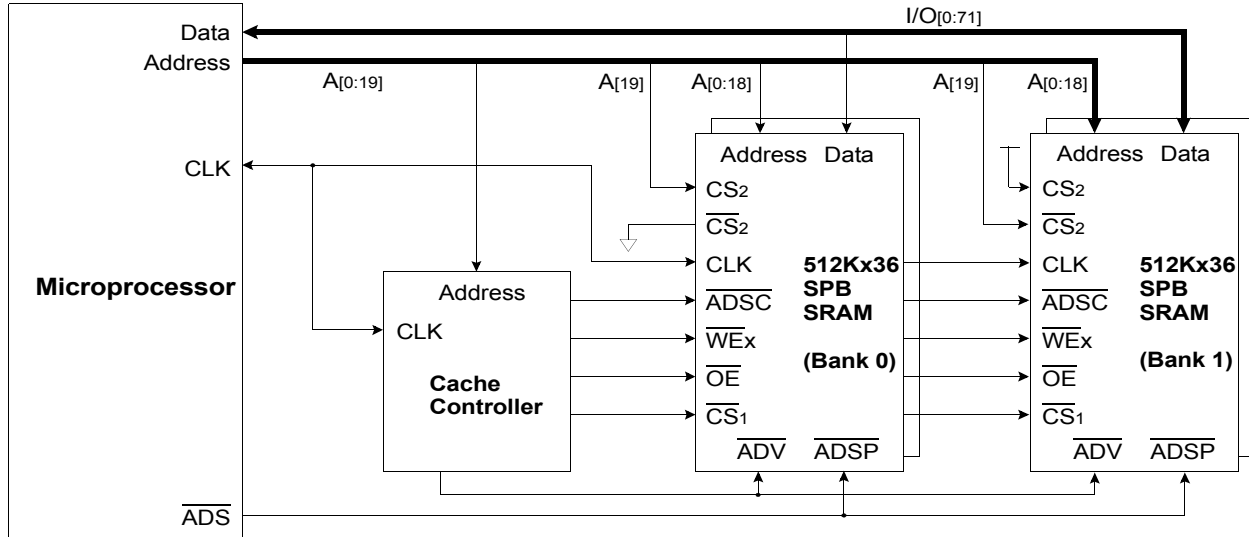 I/O[0:71]
Data
Address
A[0:19]
A[19]
A[0:18]
A[19]
A[0:18]
CLK
Microprocessor
ADS
Address
CLK
Cache
Controller
Address Data
CS2
CS2
CLK
ADSC
WEx
OE
CS1
512Kx36
SPB
SRAM
(Bank 0)
ADV ADSP
Address Data
CS2
CS2
CLK
ADSC
WEx
OE
CS1
512Kx36
SPB
SRAM
(Bank 1)
ADV ADSP